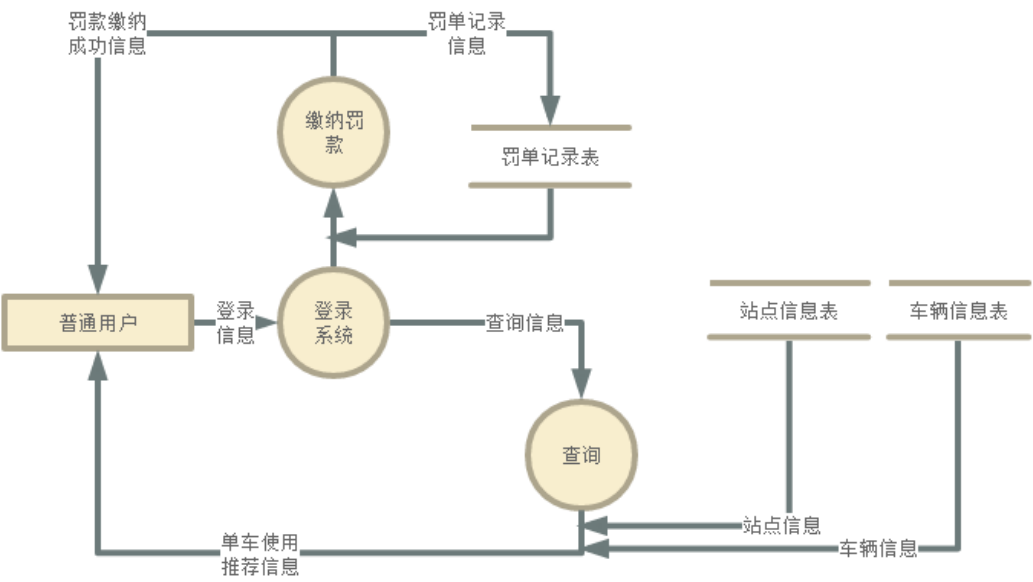 罚款缴纳
成功信息
罚单记录
信息
缴纳罚
款
罚单记录表
普通用户
登录
信息
登录
系统
查询信息
站点信息表
车辆信息表
查询
站点信息
车辆信息
单车使用
推荐信息